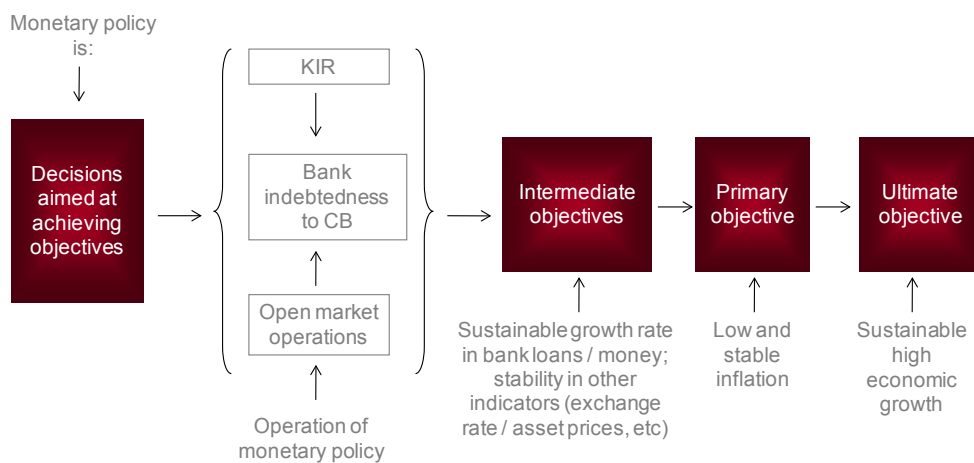 Monetary policy
is:
Decisions
aimed at
achieving
objectives
KIR
Bank
indebtedness
to CB
Open market
operations
Operation of
monetary policy
Intermediate
objectives
Sustainable growth rate
in bank loans / money;
stability in other
indicators (exchange
rate / asset prices, etc)
Primary
objective
Low and
stable
inflation
Ultimate
objective
Sustainable
high
economic
growth